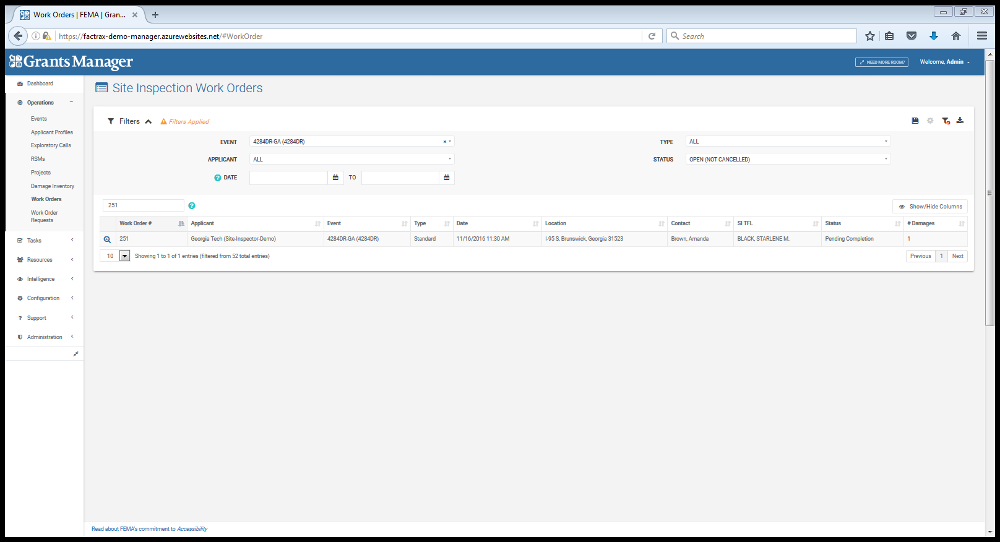 Work Orders | FEMA | Gran...
https://factrax-demo-manager.azurewebsites.net/#WorkOrder
Search
Grants Manager
NEED MORE ROOM?
Welcome, Admin
Dashboard
Operations
Events
Applicant Profiles
Exploratory Calls
RSMs
Projects
Damage Inventory
Work Orders
Work Order
Requests
Tasks
Resources
Intelligence
Configuration
Support
Administration
Site Inspection Work Orders
Filters
Filters Applied
EVENT
4284DR-GA (4284DR)
TYPE
ALL
APPLICANT
ALL
STATUS
OPEN (NOT CANCELLED)
DATE
TO
251
Show/Hide Columns
Work Order # Applicant Event Type Date Location Contact SI TFL Status # Damages
251 Georgia Tech (Site-Inspector-Demo) 4284DR-GA (4284DR) Standard 11/16/2016 11:30 AM I-95 S, Brunswick, Georgia 31523 Brown, Amanda BLACK, STARLENE M. Pending Completion 1
10 Showing 1 to 1 of 1 entries (filtered from 52 total entries)
Previous 1 Next
Read about FEMA's commitment to Accessibility